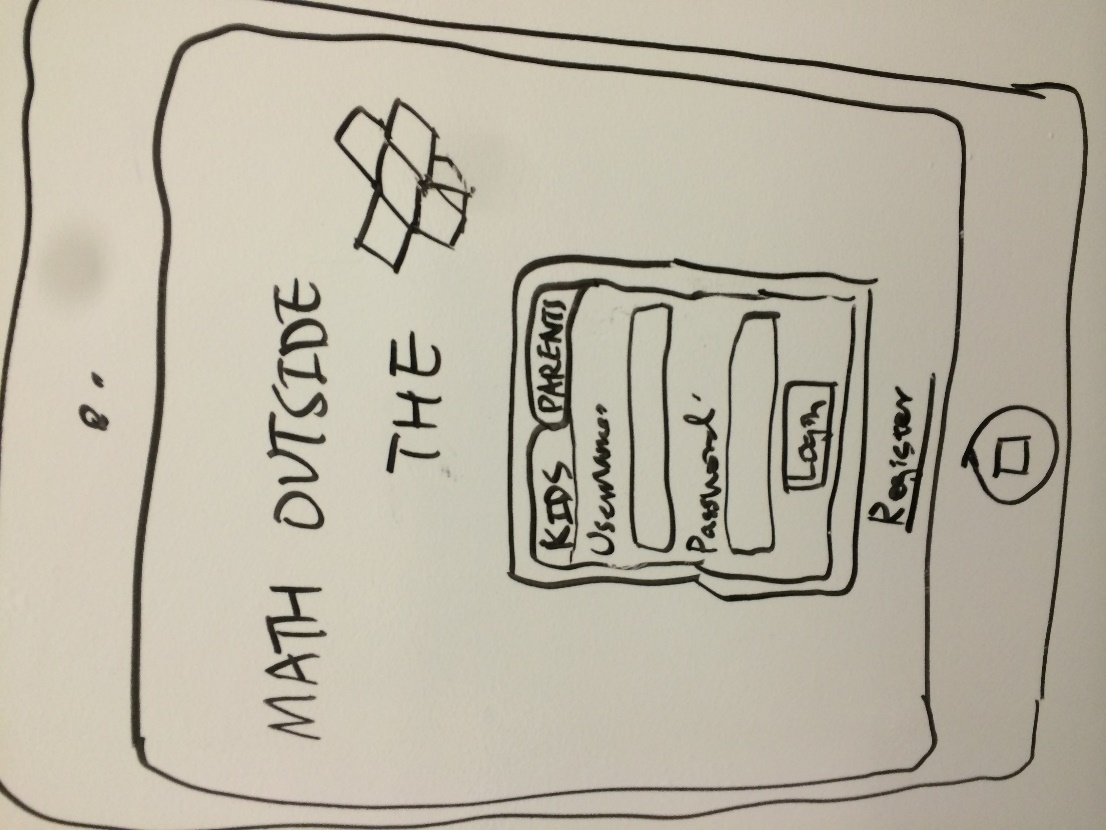 MATH OUTSIDE
THE
KIDS PARENTS
Username:
Password:
Login
Register